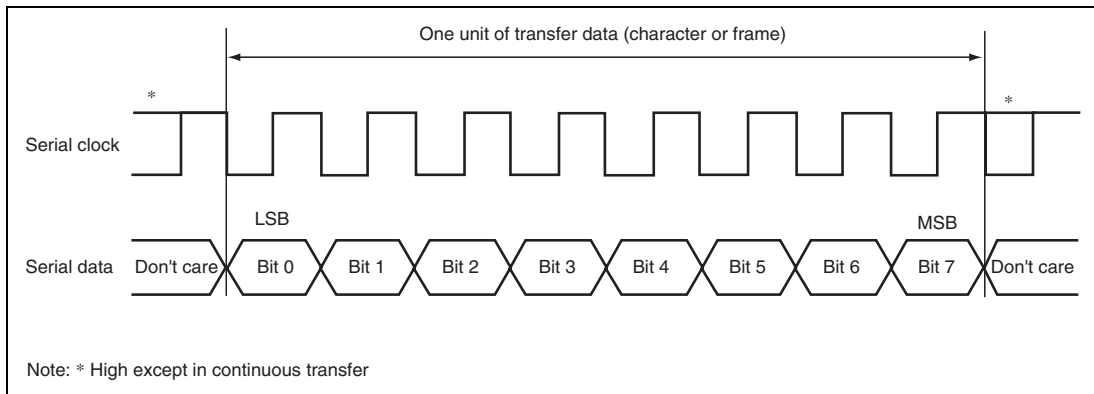 One unit of transfer data (character or frame)
* *
Serial clock
LSB MSB
Serial data Don't care Bit 0 Bit 1 Bit 2 Bit 3 Bit 4 Bit 5 Bit 6 Bit 7 Don't care
Note: * High except in continuous transfer